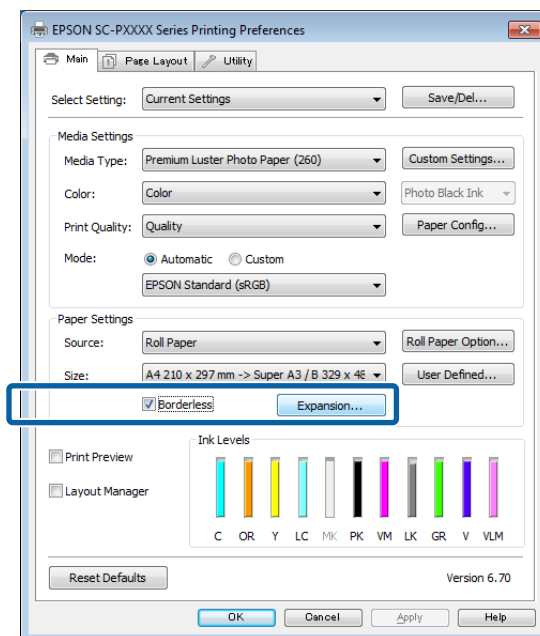 EPSON SC-PXXXX Series Printing Preferences
Main Page Layout Utility
Select Setting: Current Settings Save/Del...
Media Settings
Media Type: Premium Luster Photo Paper (260) Custom Settings...
Color: Color Photo Black Ink
Print Quality: Quality Paper Config...
Mode: Automatic Custom
EPSON Standard (sRGB)
Paper Settings
Source: Roll Paper Roll Paper Option...
Size: A4 210 x 297 mm -> Super A3 / B 329 x 48 User Defined...
Borderless Expansion...
Ink Levels
Print Preview
Layout Manager
C OR Y LC MK PK VM LK GR V VLM
Reset Defaults Version 6.70
OK Cancel Apply Help